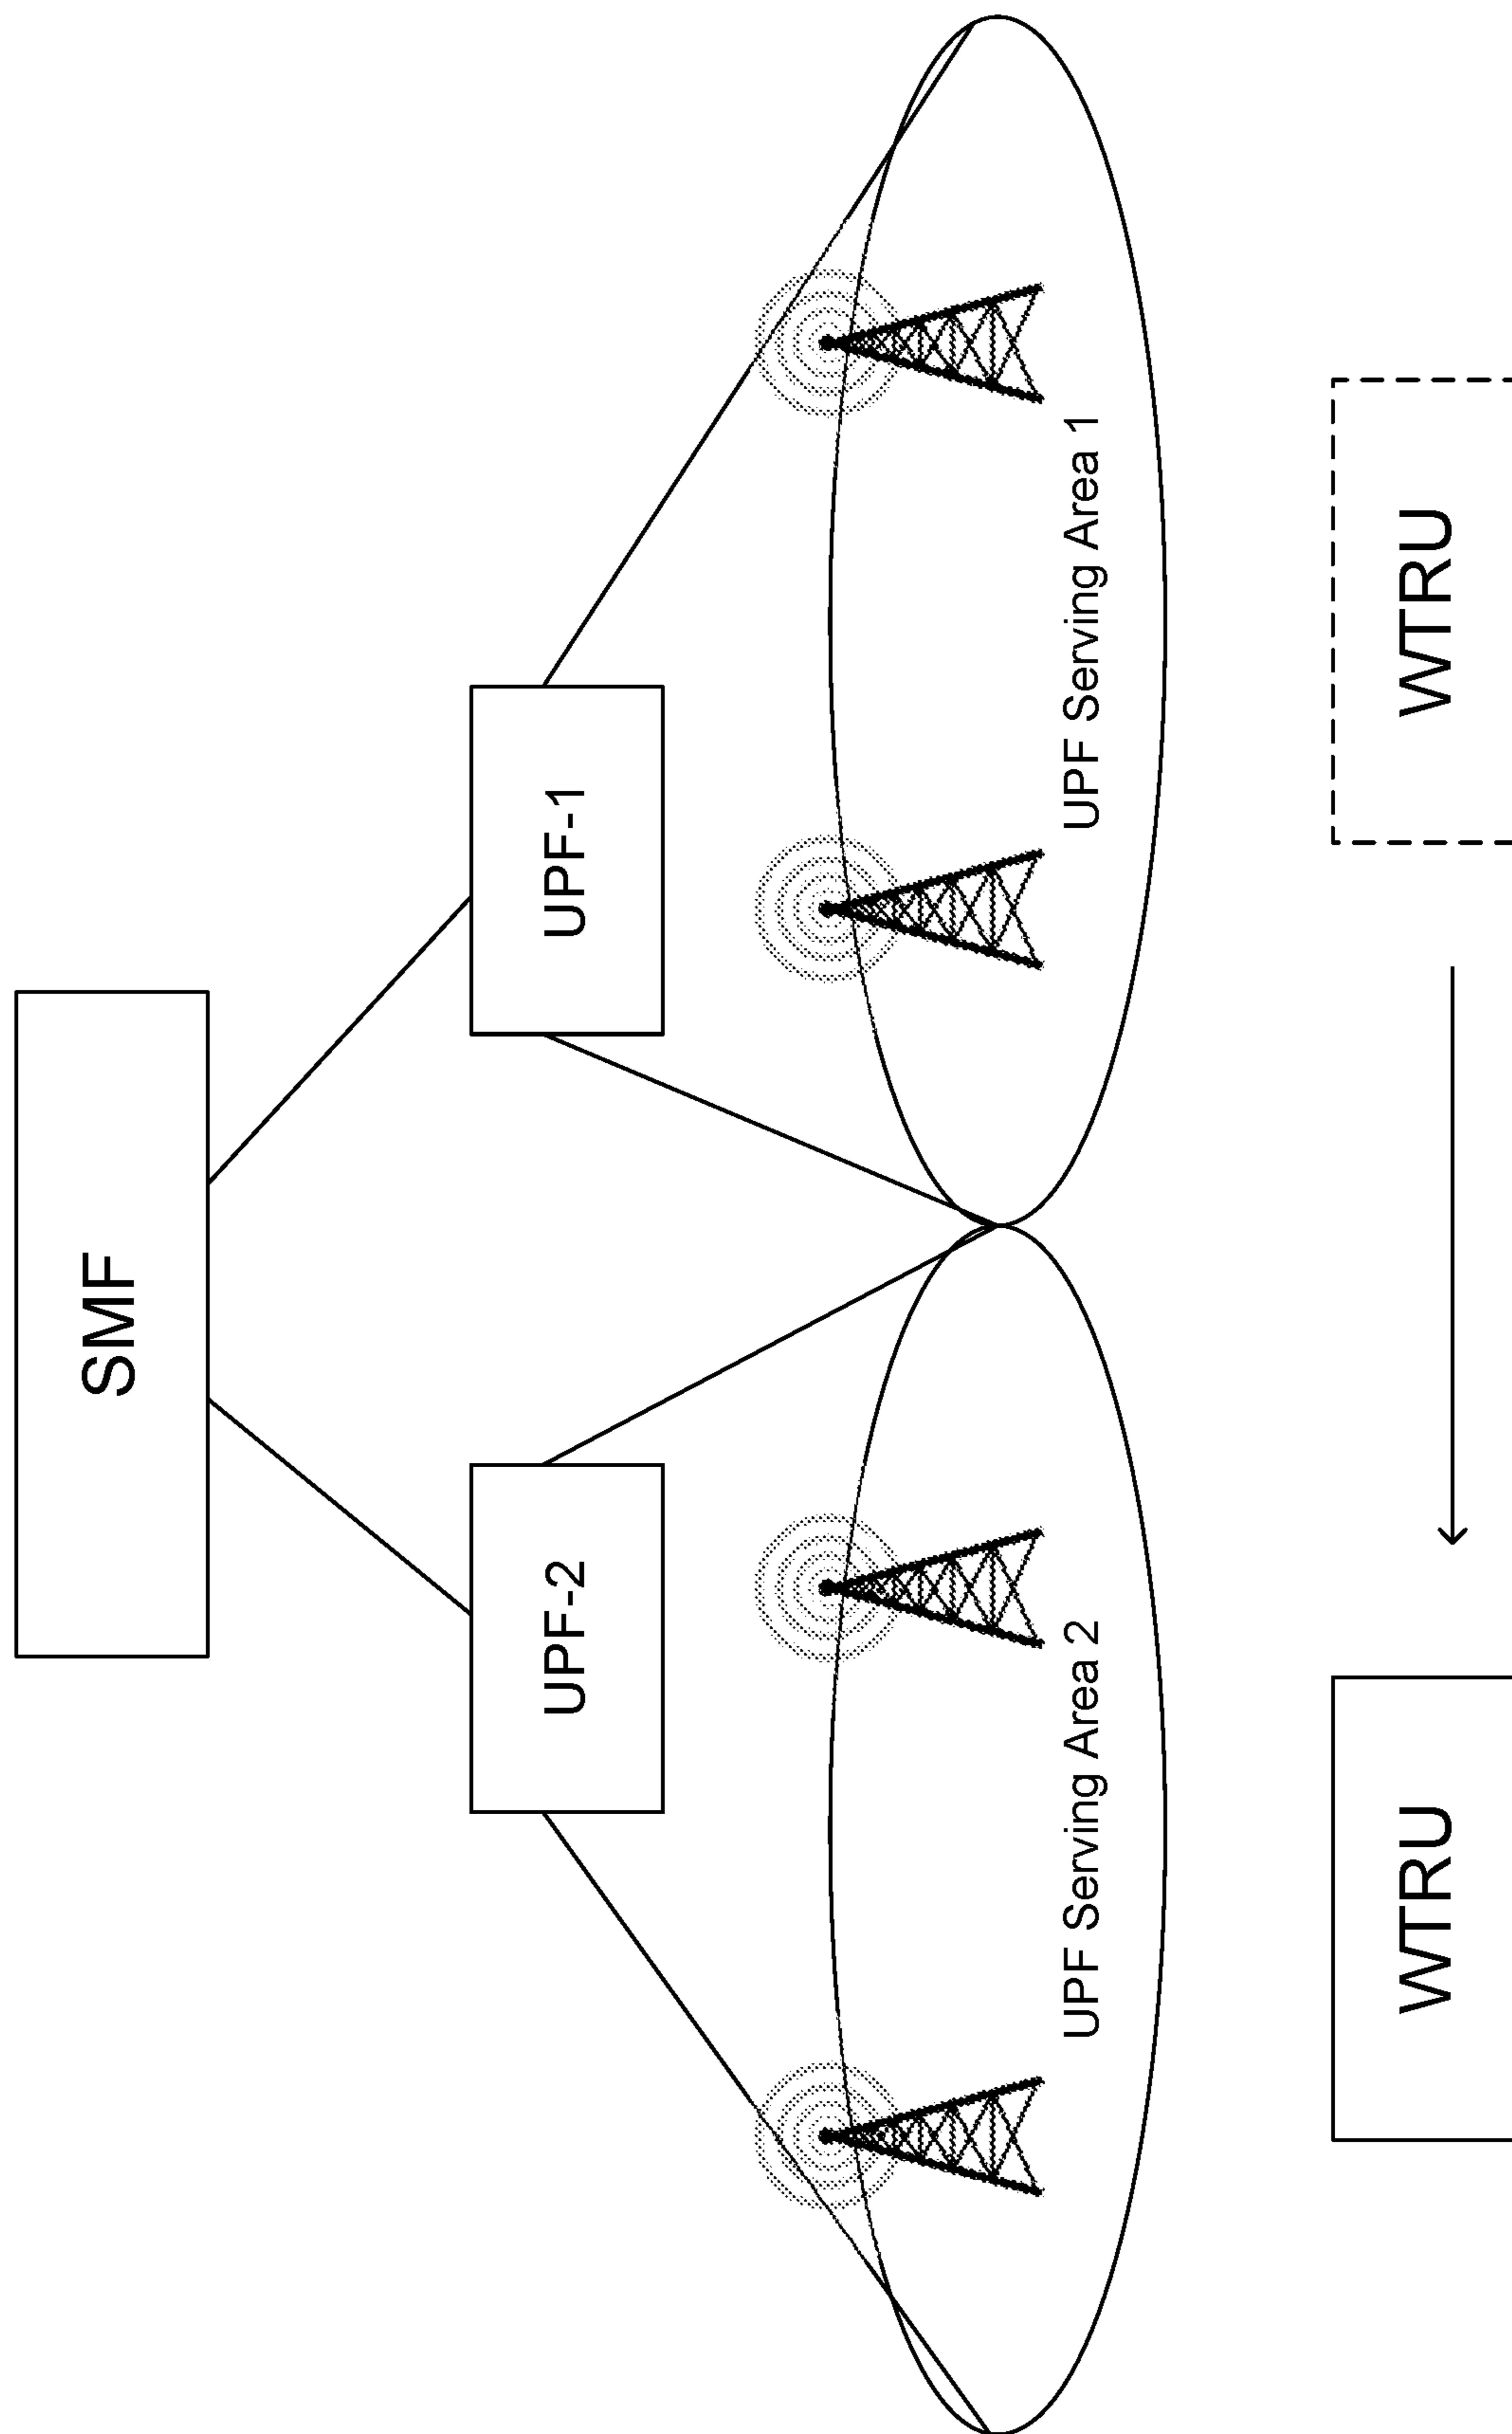 SMF
UPF-2
UPF-1
UPF Serving Area 2
UPF Serving Area 1
WTRU
WTRU